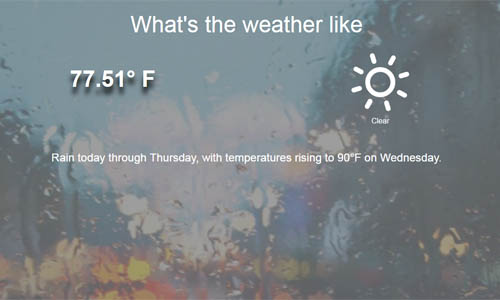 What's the weather like
77.51° F
Clear
Rain today through Thursday, with temperatures rising to 90°F on Wednesday.